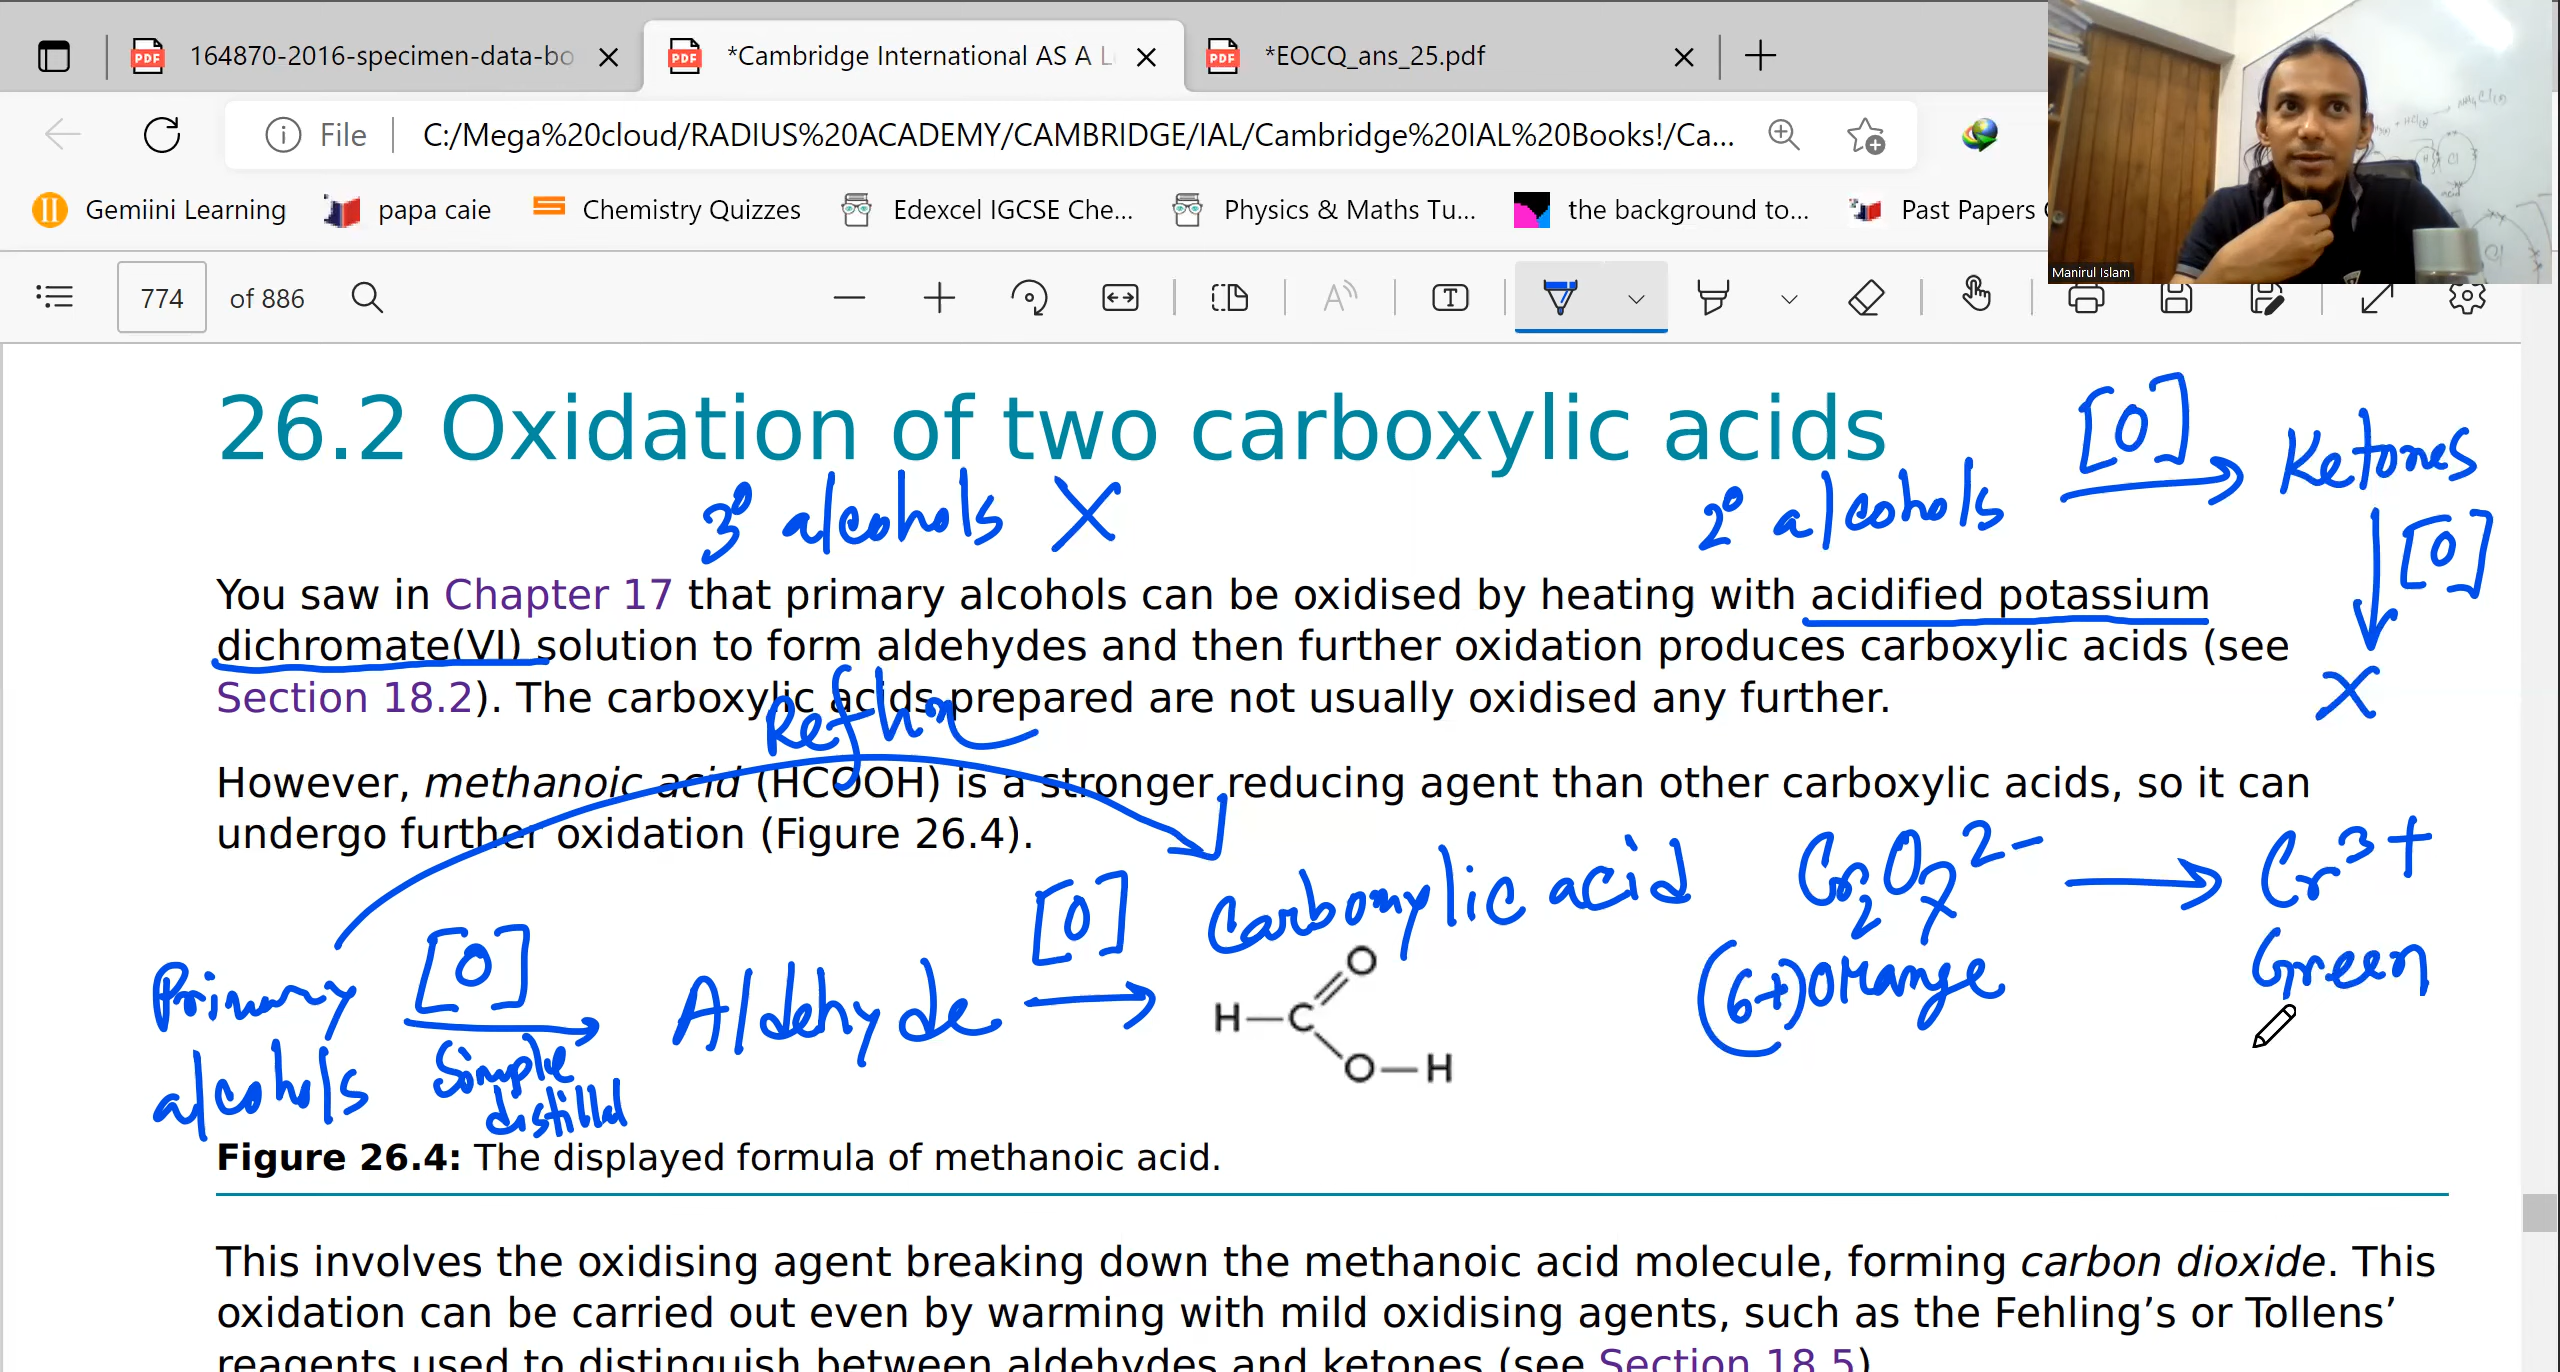 164870-2016-specimen-data-bo
*Cambridge International AS A L
*EOCQ_ans_25.pdf
File
C:/Mega%20cloud/RADIUS%20ACADEMY/CAMBRIDGE/IAL/Cambridge%20IAL%20Books!/Ca...
Gemiini Learning
papa caie
Chemistry Quizzes
Edexcel IGCSE Che...
Physics & Maths Tu...
the background to...
Past Papers
Manirul Islam
774 of 886
26.2 Oxidation of two carboxylic acids
3° alcohols X
2° alcohols [O] → Ketones
↓ [O]
X
You saw in Chapter 17 that primary alcohols can be oxidised by heating with acidified potassium
dichromate(VI) solution to form aldehydes and then further oxidation produces carboxylic acids (see
Section 18.2). The carboxylic acids prepared are not usually oxidised any further.
Reflux
However, methanoic acid (HCOOH) is a stronger reducing agent than other carboxylic acids, so it can
undergo further oxidation (Figure 26.4).
Primary alcohols [O] → Simple distilled Aldehyde [O] → Carboxylic acid
Cr₂O₇²⁻ → Cr³⁺
(6+) Orange Green
H—C
O
O—H
Figure 26.4: The displayed formula of methanoic acid.
This involves the oxidising agent breaking down the methanoic acid molecule, forming carbon dioxide. This
oxidation can be carried out even by warming with mild oxidising agents, such as the Fehling’s or Tollens’
reagents used to distinguish between aldehydes and ketones (see Section 18.5)